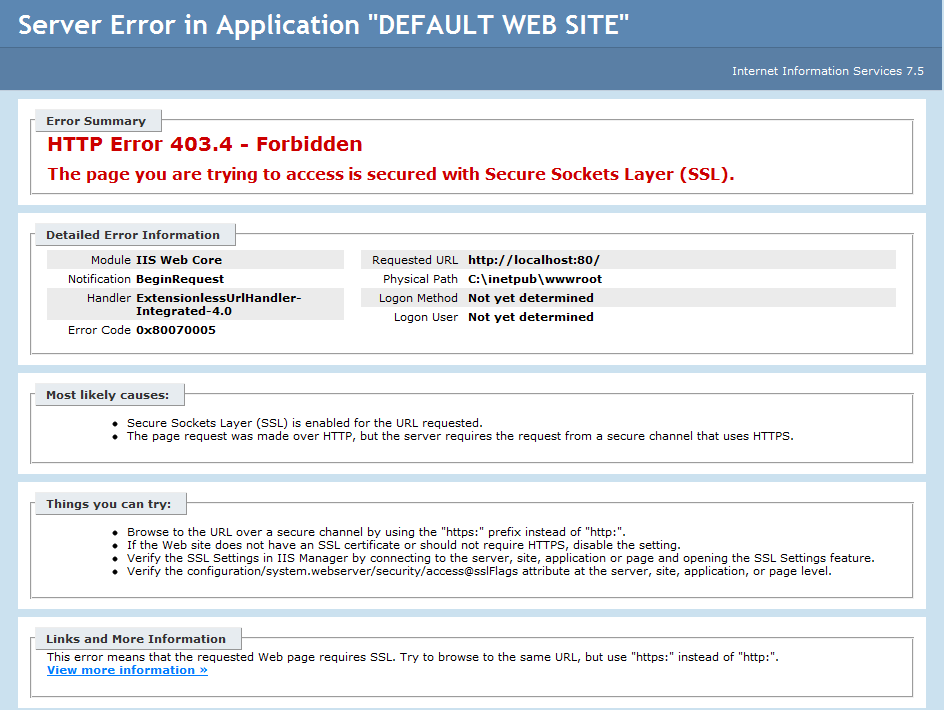 Server Error in Application "DEFAULT WEB SITE"
Internet Information Services 7.5
Error Summary
HTTP Error 403.4 - Forbidden
The page you are trying to access is secured with Secure Sockets Layer (SSL).
Detailed Error Information
Module IIS Web Core
Notification BeginRequest
Handler ExtensionlessUrlHandler-
Integrated-4.0
Error Code 0x80070005
Requested URL http://localhost:80/
Physical Path C:\inetpub\wwwroot
Logon Method Not yet determined
Logon User Not yet determined
Most likely causes:
• Secure Sockets Layer (SSL) is enabled for the URL requested.
• The page request was made over HTTP, but the server requires the request from a secure channel that uses HTTPS.
Things you can try:
• Browse to the URL over a secure channel by using the "https:" prefix instead of "http:".
• If the Web site does not have an SSL certificate or should not require HTTPS, disable the setting.
• Verify the SSL Settings in IIS Manager by connecting to the server, site, application or page and opening the SSL Settings feature.
• Verify the configuration/system.webserver/security/access@sslFlags attribute at the server, site, application, or page level.
Links and More Information
This error means that the requested Web page requires SSL. Try to browse to the same URL, but use "https:" instead of "http:".
View more information »